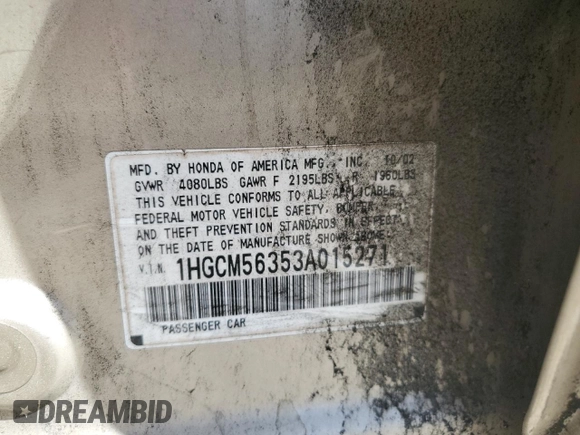 MFD. BY HONDA OF AMERICA MFG., INC. 10/02
GVWR 4080LBS GAWR F 2195LBS R 1960LBS
THIS VEHICLE CONFORMS TO ALL APPLICABLE
FEDERAL MOTOR VEHICLE SAFETY, BUMPER,
AND THEFT PREVENTION STANDARDS IN EFFECT
ON THE DATE OF MANUFACTURE SHOWN ABOVE.
V.I.N. 1HGCM56353A015271
PASSENGER CAR
DREAMBID